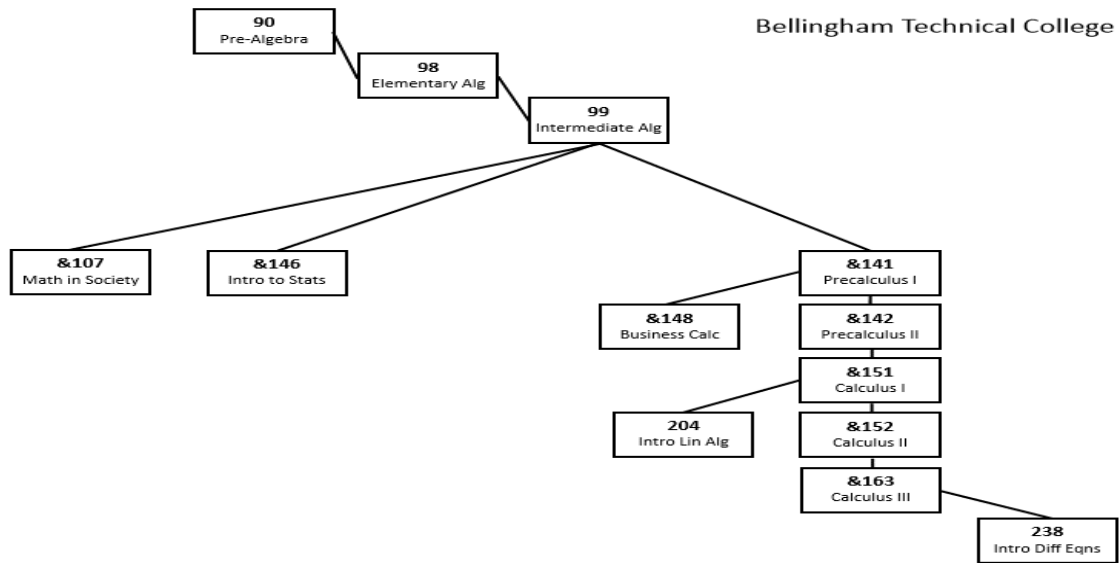 90
Pre-Algebra
Bellingham Technical College
98
Elementary Alg
99
Intermediate Alg
&107
Math in Society
&146
Intro to Stats
&141
Precalculus I
&148
Business Calc
&142
Precalculus II
&151
Calculus I
204
Intro Lin Alg
&152
Calculus II
&163
Calculus III
238
Intro Diff Eqns